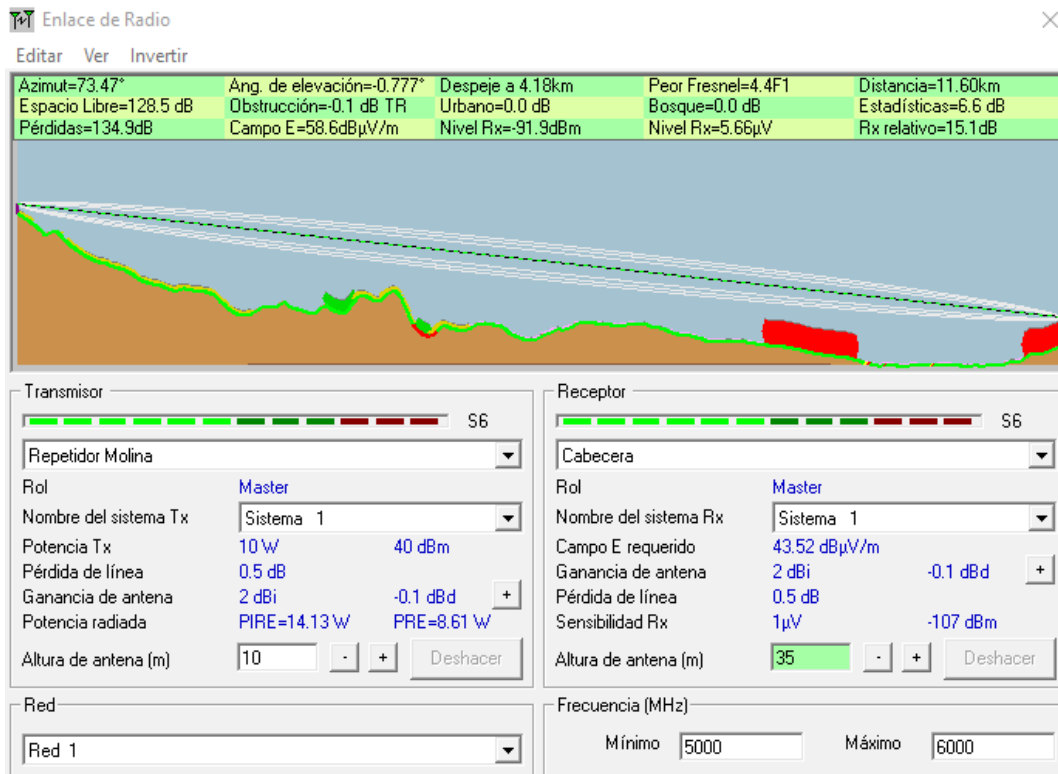 Enlace de Radio
Editar Ver Invertir
Azimut=73.47° Ang. de elevación=-0.777° Despeje a 4.18km Peor Fresnel=4.4F1 Distancia=11.60km
Espacio Libre=128.5 dB Obstrucción=-0.1 dB TR Urbano=0.0 dB Bosque=0.0 dB Estadísticas=6.6 dB
Pérdidas=134.9dB Campo E=58.6dBμV/m Nivel Rx=-91.9dBm Nivel Rx=5.66μV Rx relativo=15.1dB
Transmisor
S6
Repetidor Molina
Rol Master
Nombre del sistema Tx Sistema 1
Potencia Tx 10 W 40 dBm
Pérdida de línea 0.5 dB
Ganancia de antena 2 dBi -0.1 dBd +
Potencia radiada PIRE=14.13 W PRE=8.61 W
Altura de antena (m) 10 - + Deshacer
Receptor
S6
Cabecera
Rol Master
Nombre del sistema Rx Sistema 1
Campo E requerido 43.52 dBμV/m
Ganancia de antena 2 dBi -0.1 dBd +
Pérdida de línea 0.5 dB
Sensibilidad Rx 1μV -107 dBm
Altura de antena (m) 35 - + Deshacer
Red
Red 1
Frecuencia (MHz)
Mínimo 5000 Máximo 6000